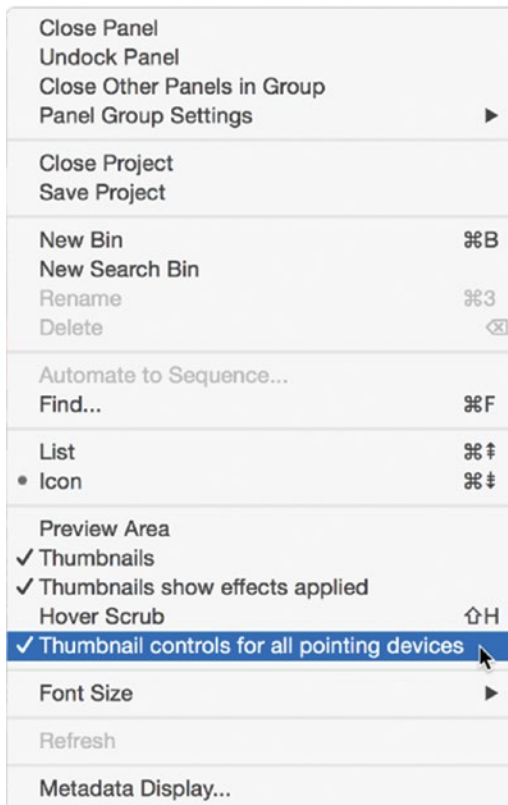 Close Panel
Undock Panel
Close Other Panels in Group
Panel Group Settings ▶
Close Project
Save Project
New Bin ⌘B
New Search Bin
Rename ⌘3
Delete ⌫
Automate to Sequence...
Find... ⌘F
List ⌘⇞
• Icon ⌘⇟
Preview Area
✓ Thumbnails
✓ Thumbnails show effects applied
Hover Scrub ⇧H
✓ Thumbnail controls for all pointing devices
Font Size ▶
Refresh
Metadata Display...